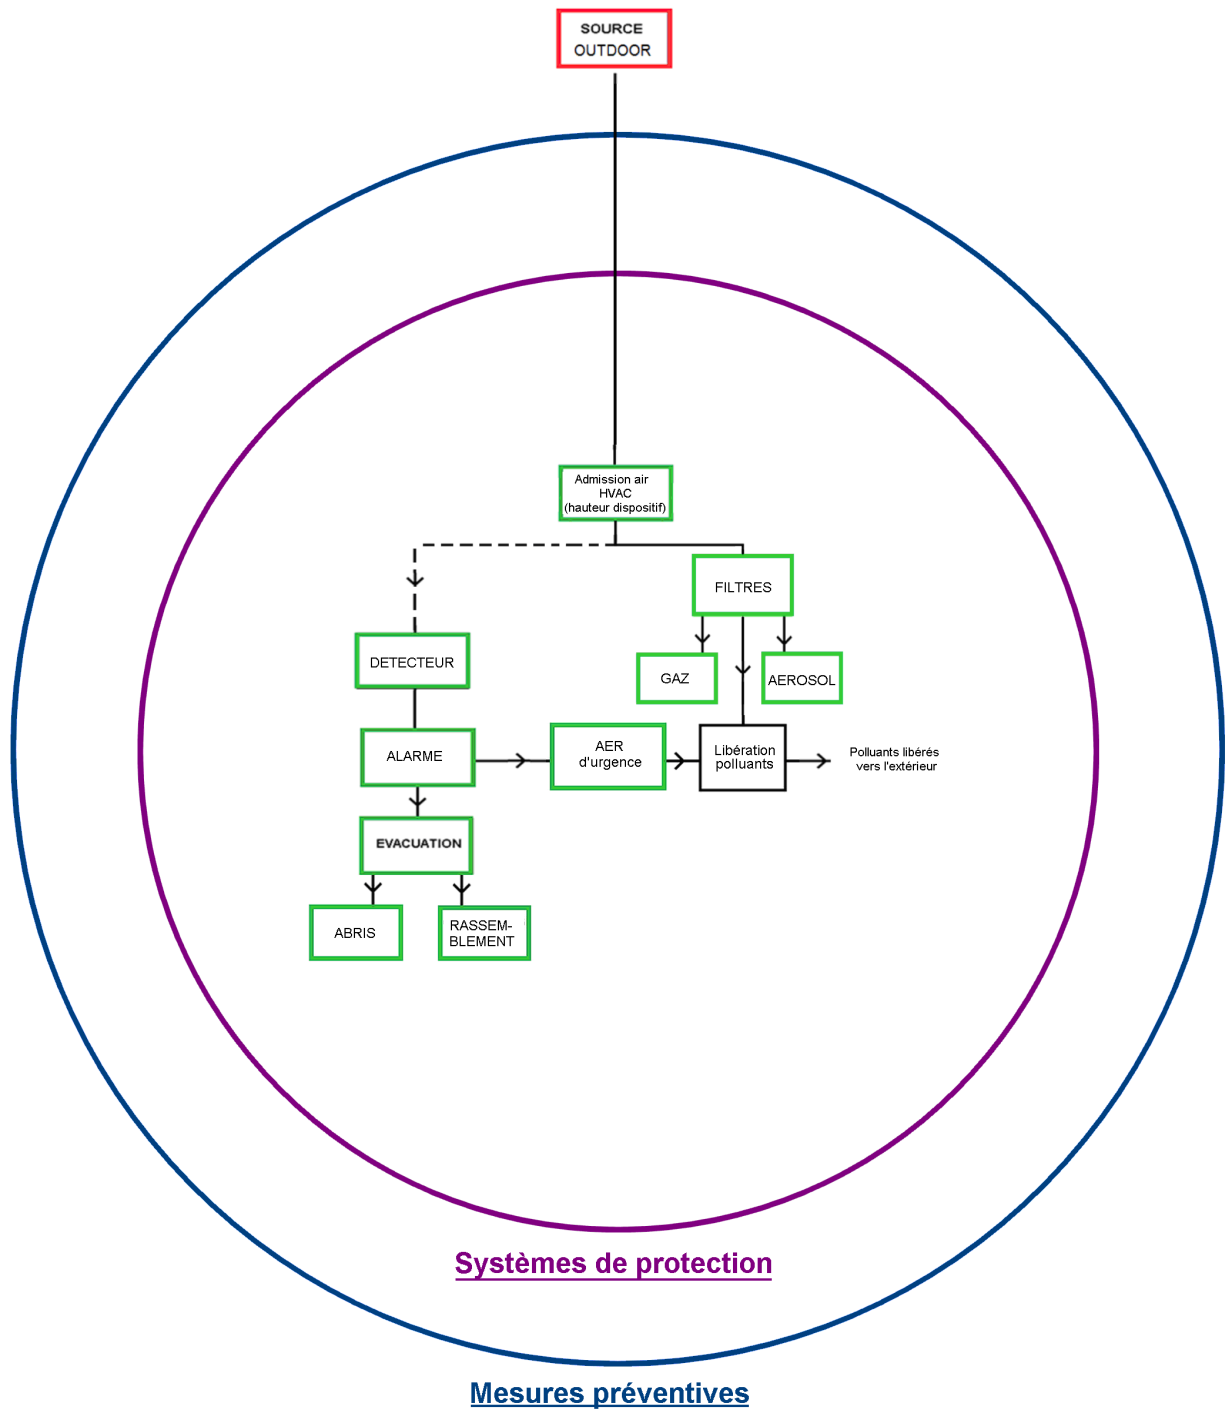 SOURCE
OUTDOOR
Admission air
HVAC
(hauteur dispositif)
FILTRES
DETECTEUR
GAZ
AEROSOL
ALARME
AER
d'urgence
Libération
polluants
Polluants libérés
vers l'extérieur
EVACUATION
ABRIS
RASSEM-
BLEMENT
Systèmes de protection
Mesures préventives